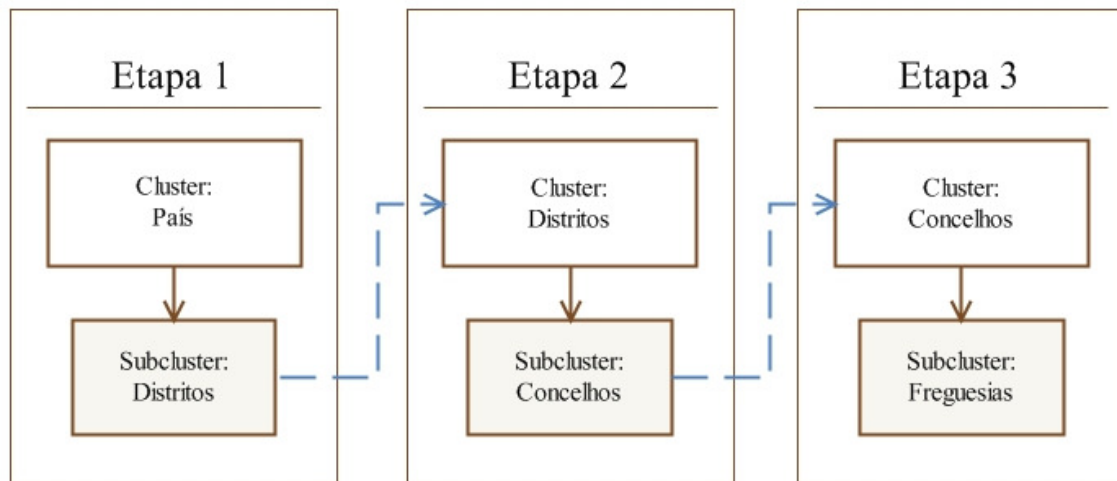 Etapa 1
Cluster:
País
Subcluster:
Distritos
Etapa 2
Cluster:
Distritos
Subcluster:
Concelhos
Etapa 3
Cluster:
Concelhos
Subcluster:
Freguesias